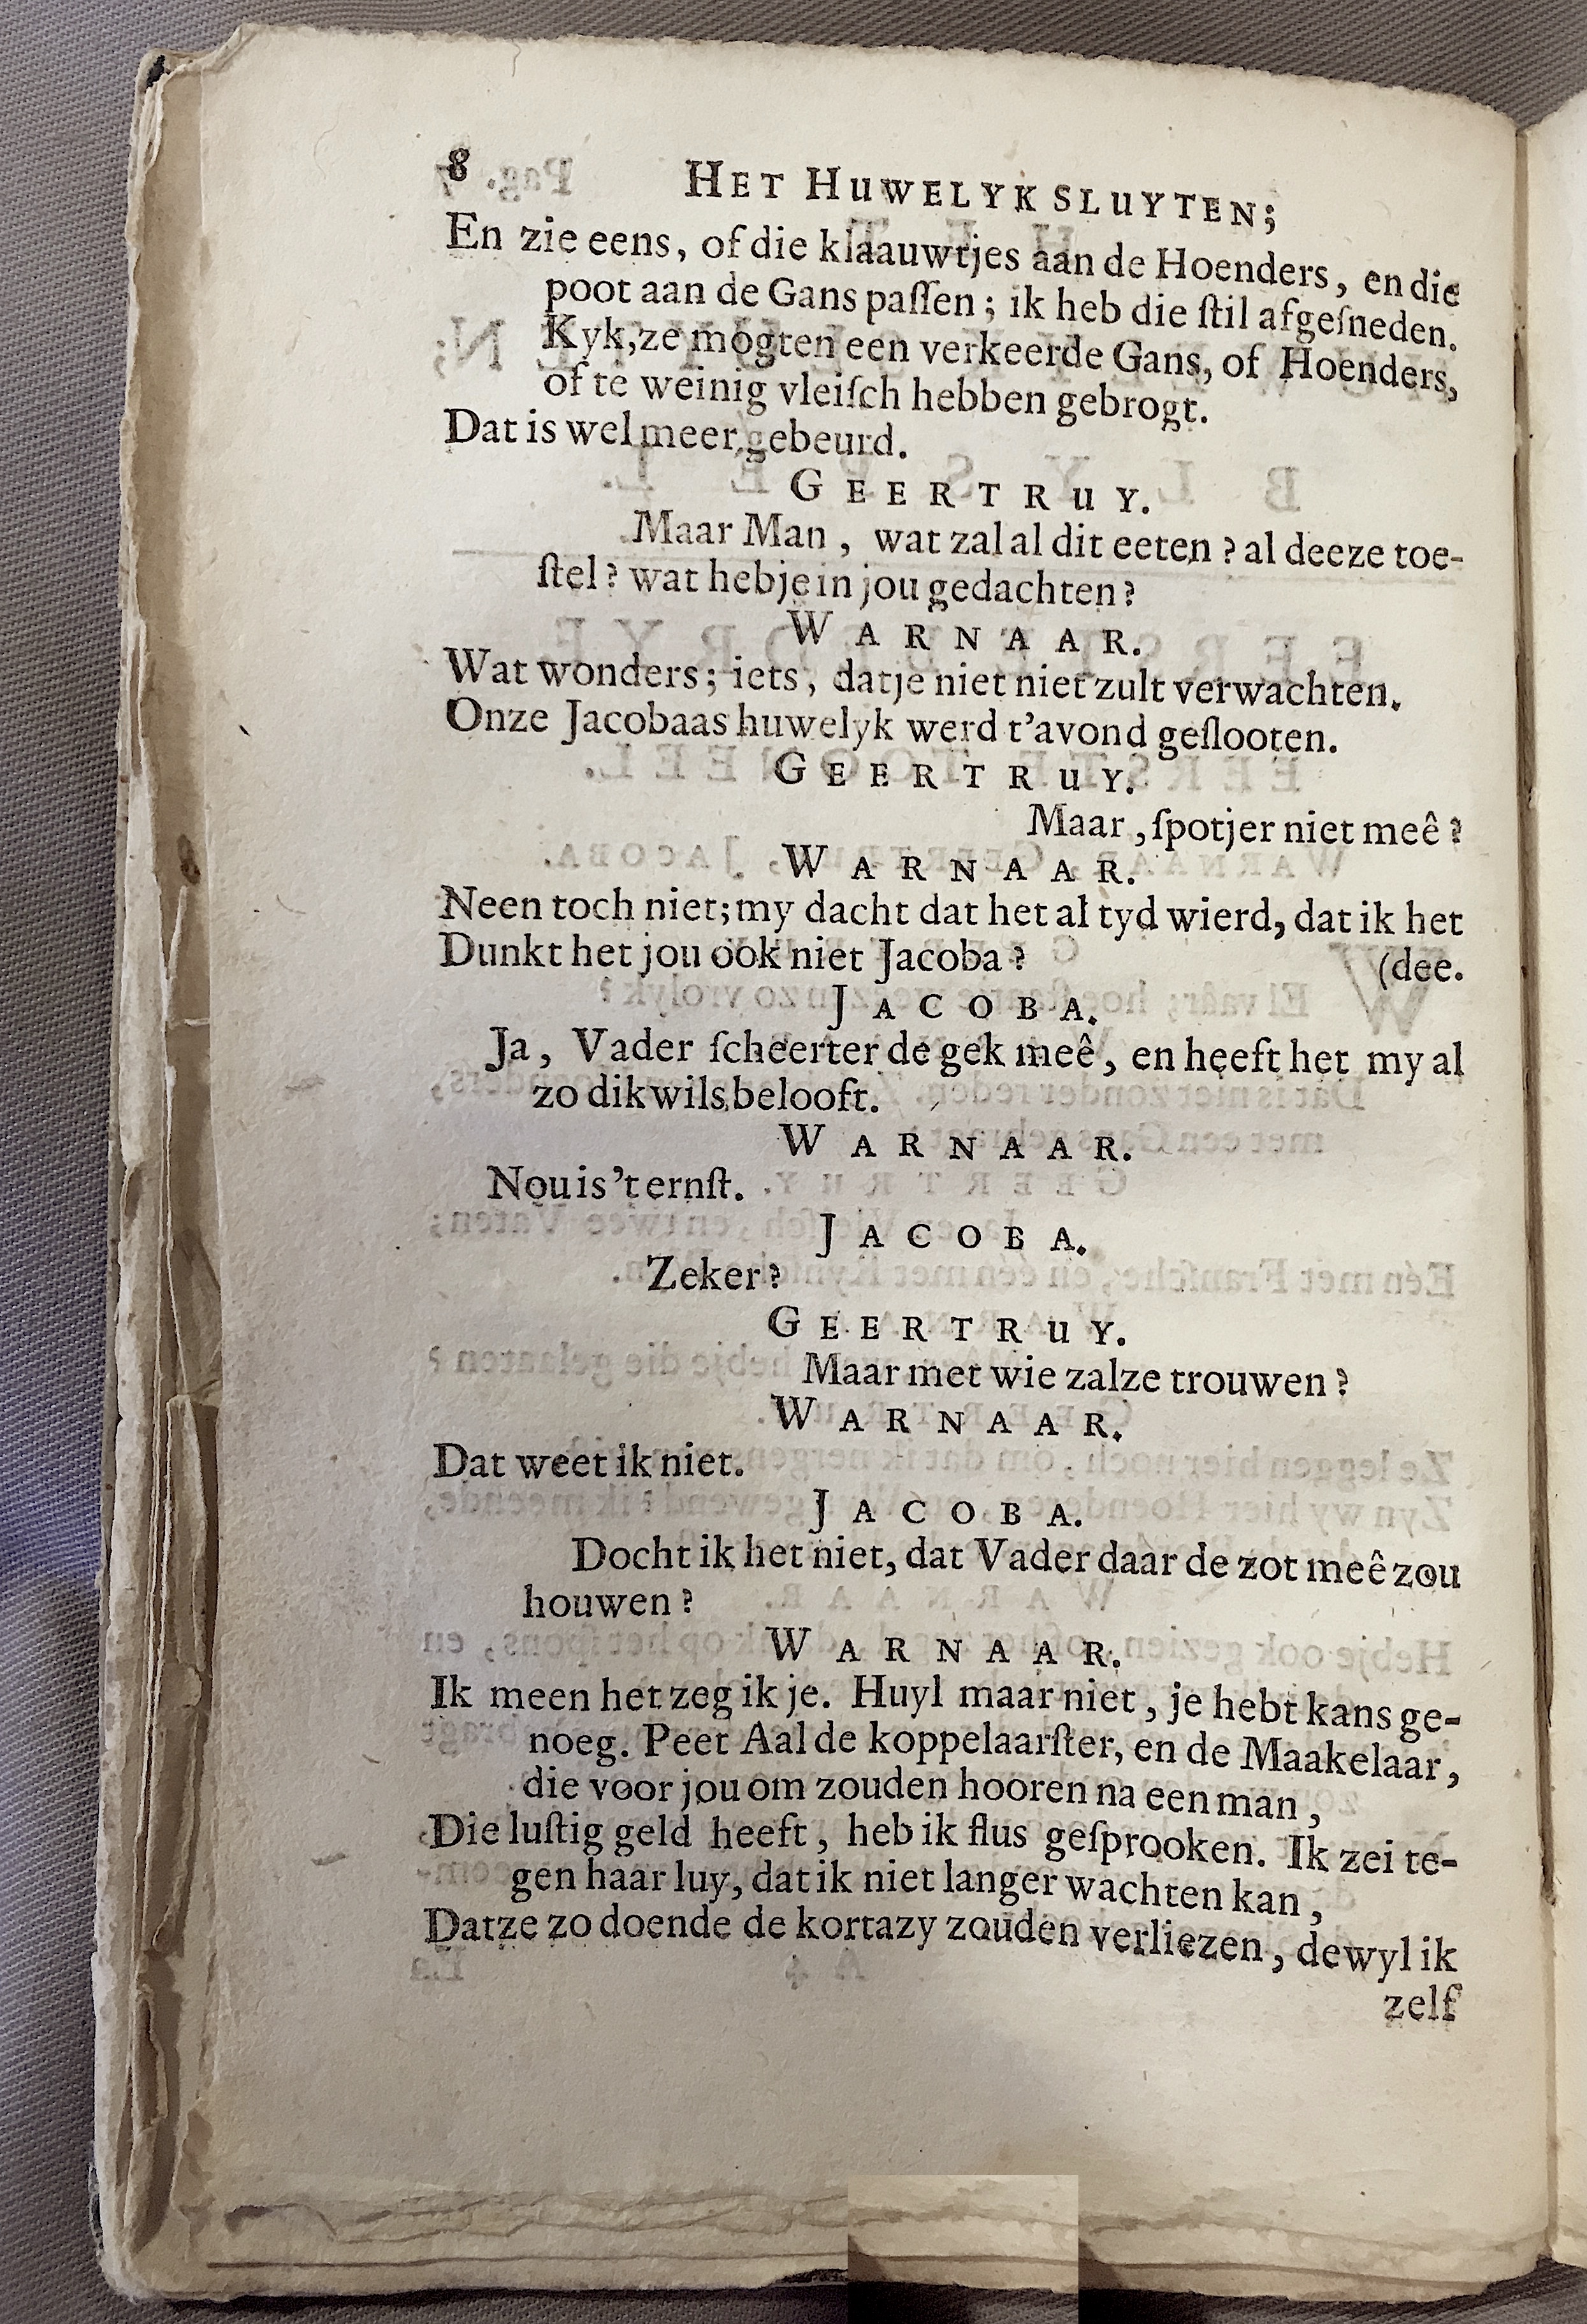 8 HET HUWELYK SLUYTEN;
En zie eens, of die klaauwtjes aan de Hoenders, en die
poot aan de Gans paſſen; ik heb die ſtil afgeſneden.
Kyk, ze mogten een verkeerde Gans, of Hoenders,
of te weinig vleiſch hebben gebrogt.
Dat is wel meer gebeurd.
GEERTRUY.
Maar Man, wat zal al dit eeten? al deeze toe-
ſtel? wat hebje in jou gedachten?
WARNAAR.
Wat wonders; iets, datje niet niet zult verwachten.
Onze Jacobaas huwelyk werd t'avond geſlooten.
GEERTRUY.
Maar, ſpotjer niet meê?
WARNAAR.
Neen toch niet; my dacht dat het al tyd wierd, dat ik het
Dunkt het jou ook niet Jacoba? (dee.
JACOBA.
Ja, Vader ſcheerter de gek meê, en heeft het my al
zo dikwils belooft.
WARNAAR.
Nou is 't ernſt.
JACOBA.
Zeker?
GEERTRUY.
Maar met wie zalze trouwen?
WARNAAR.
Dat weet ik niet.
JACOBA.
Docht ik het niet, dat Vader daar de zot meê zou
houwen?
WARNAAR.
Ik meen het zeg ik je. Huyl maar niet, je hebt kans ge-
noeg. Peet Aal de koppelaarſter, en de Maakelaar,
die voor jou om zouden hooren na een man,
Die luſtig geld heeft, heb ik flus geſprooken. Ik zei te-
gen haar luy, dat ik niet langer wachten kan,
Datze zo doende de kortazy zouden verliezen, dewyl ik
zelf